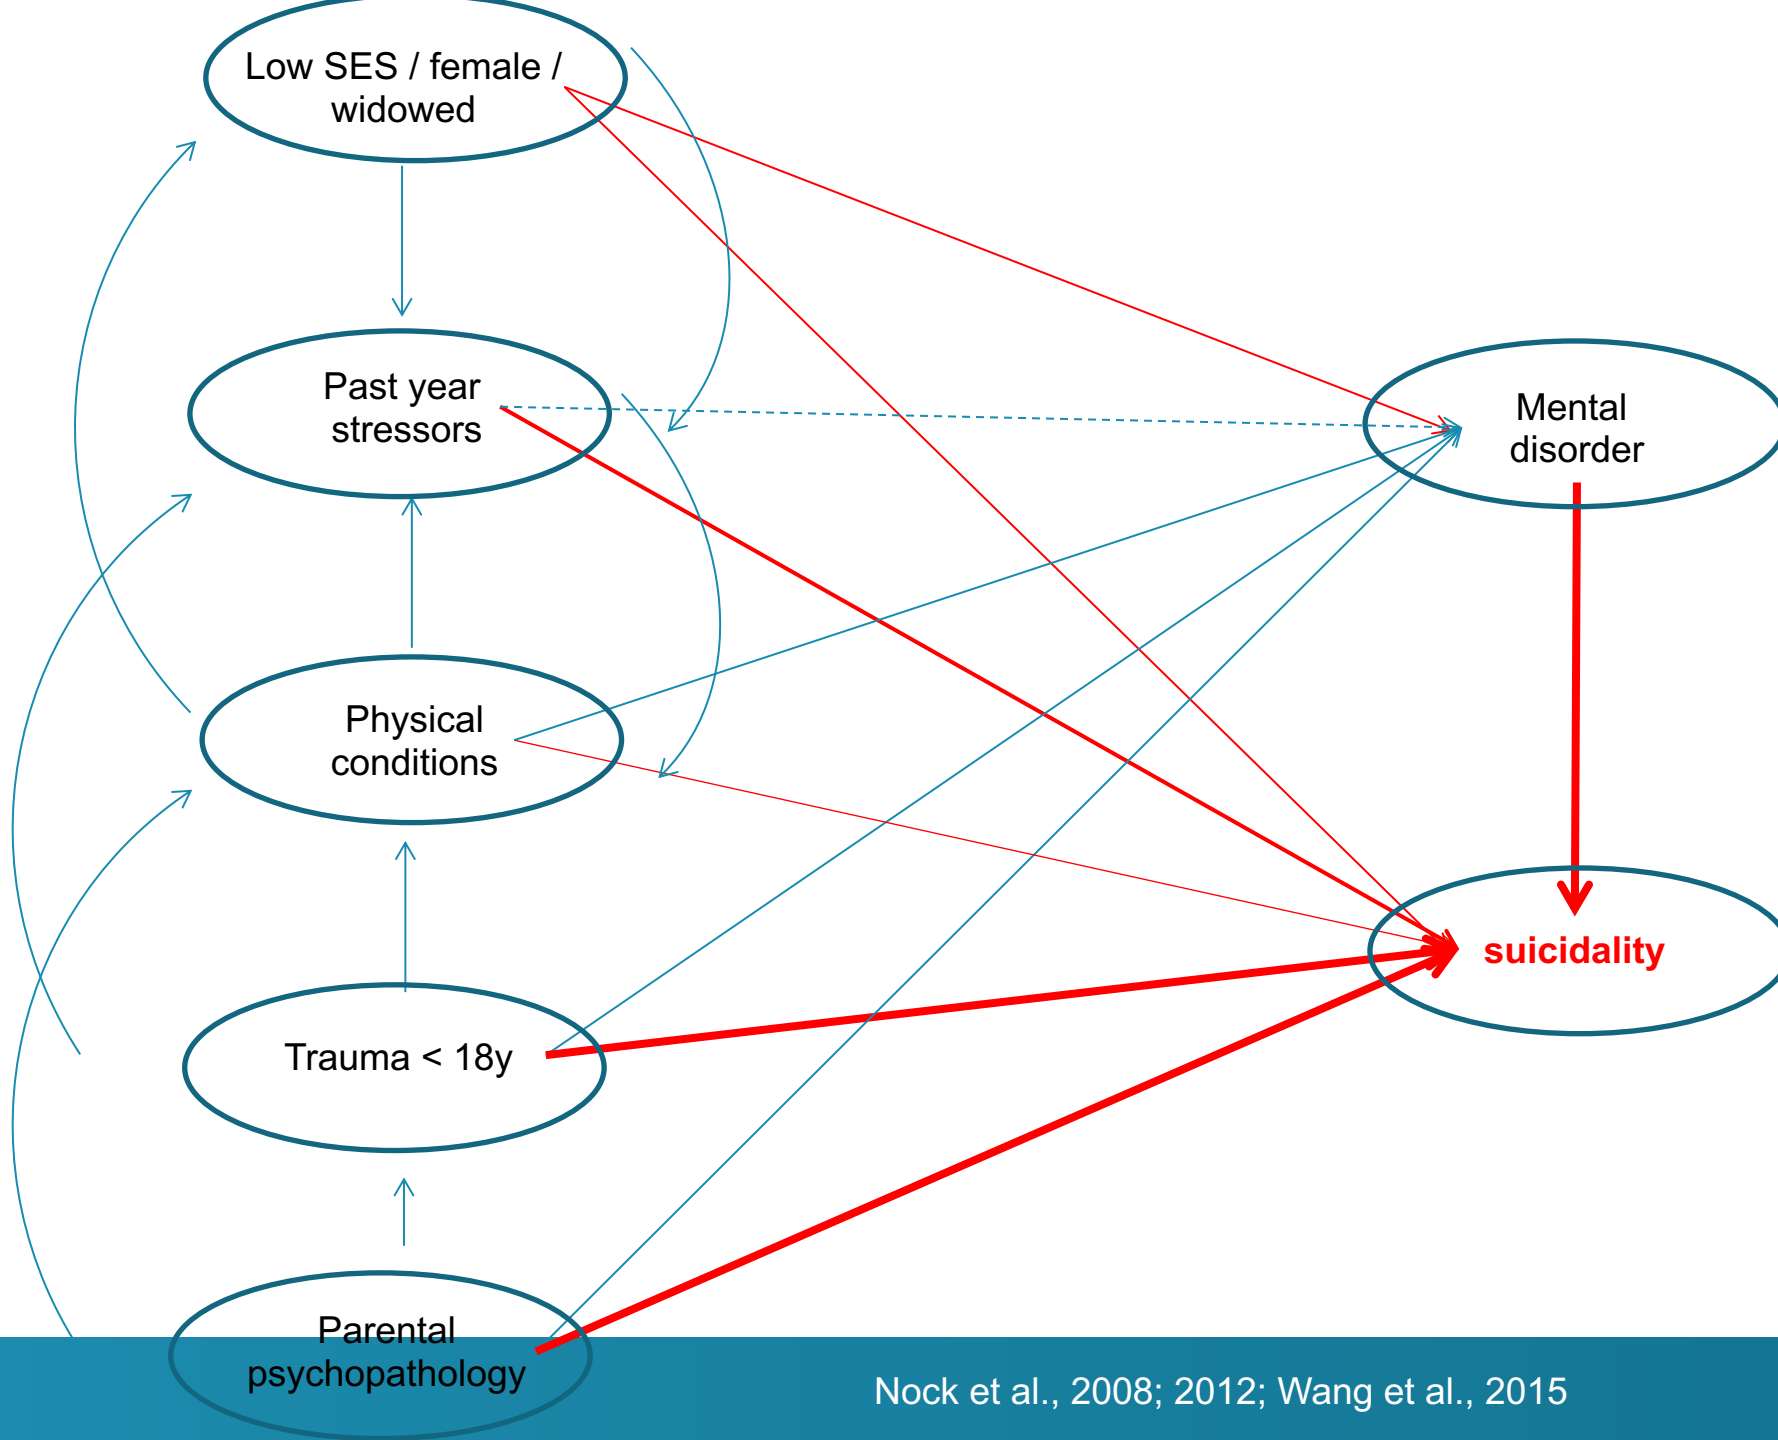 Low SES / female /
widowed
Past year
stressors
Mental
disorder
Physical
conditions
suicidality
Trauma < 18y
Parental
psychopathology
Nock et al., 2008; 2012; Wang et al., 2015